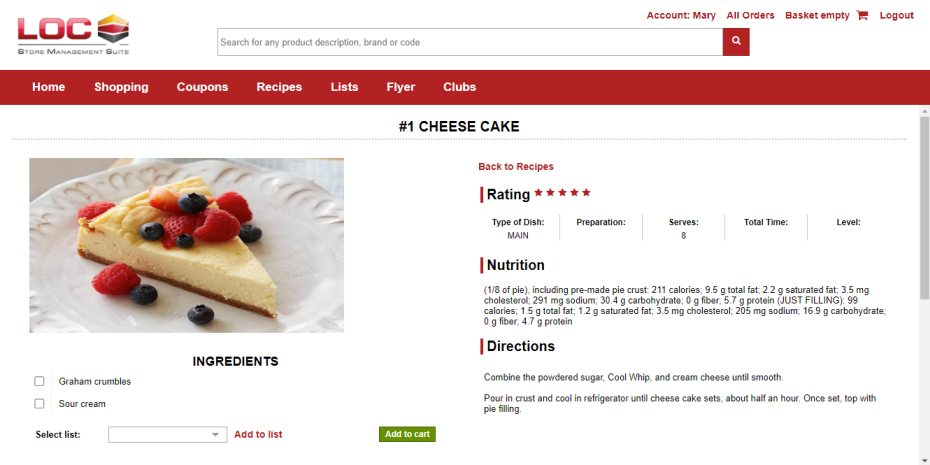 LOC
STORE MANAGEMENT SUITE
Account: Mary All Orders Basket empty Logout
Search for any product description, brand or code
Home Shopping Coupons Recipes Lists Flyer Clubs
#1 CHEESE CAKE
Back to Recipes
Rating
Type of Dish: Preparation: Serves: Total Time: Level:
MAIN 8
Nutrition
(1/8 of pie), including pre-made pie crust: 211 calories; 9.5 g total fat; 2.2 g saturated fat; 3.5 mg
cholesterol; 291 mg sodium; 30.4 g carbohydrate; 0 g fiber; 5.7 g protein (JUST FILLING): 99
calories; 1.5 g total fat; 1.2 g saturated fat; 3.5 mg cholesterol; 205 mg sodium; 16.9 g carbohydrate;
0 g fiber; 4.7 g protein
Directions
Combine the powdered sugar, Cool Whip, and cream cheese until smooth.
Pour in crust and cool in refrigerator until cheese cake sets, about half an hour. Once set, top with
pie filling.
INGREDIENTS
Graham crumbles
Sour cream
Select list: Add to list Add to cart